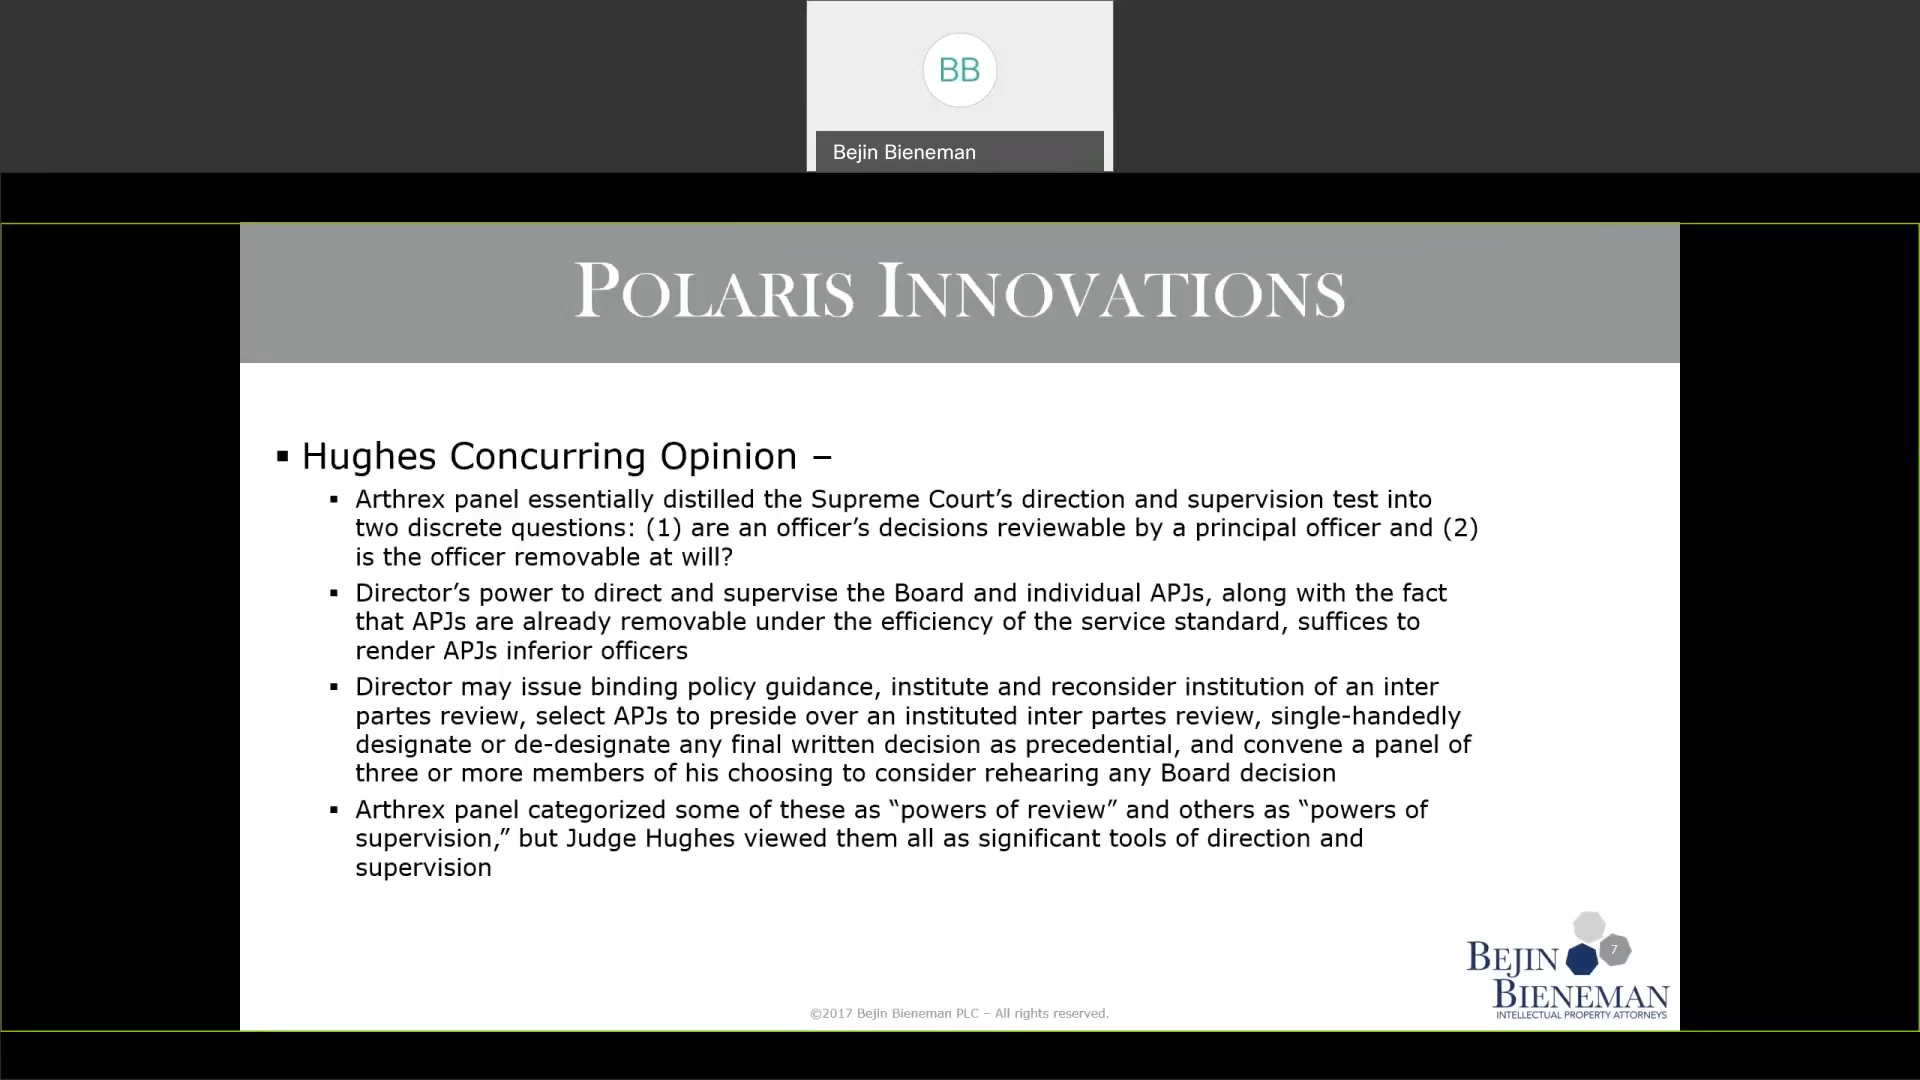 BB
Bejin Bieneman
POLARIS INNOVATIONS
▪ Hughes Concurring Opinion –
▪ Arthrex panel essentially distilled the Supreme Court’s direction and supervision test into
two discrete questions: (1) are an officer’s decisions reviewable by a principal officer and (2)
is the officer removable at will?
▪ Director’s power to direct and supervise the Board and individual APJs, along with the fact
that APJs are already removable under the efficiency of the service standard, suffices to
render APJs inferior officers
▪ Director may issue binding policy guidance, institute and reconsider institution of an inter
partes review, select APJs to preside over an instituted inter partes review, single-handedly
designate or de-designate any final written decision as precedential, and convene a panel of
three or more members of his choosing to consider rehearing any Board decision
▪ Arthrex panel categorized some of these as “powers of review” and others as “powers of
supervision,” but Judge Hughes viewed them all as significant tools of direction and
supervision
7
BEJIN
BIENEMAN
INTELLECTUAL PROPERTY ATTORNEYS
©2017 Bejin Bieneman PLC – All rights reserved.